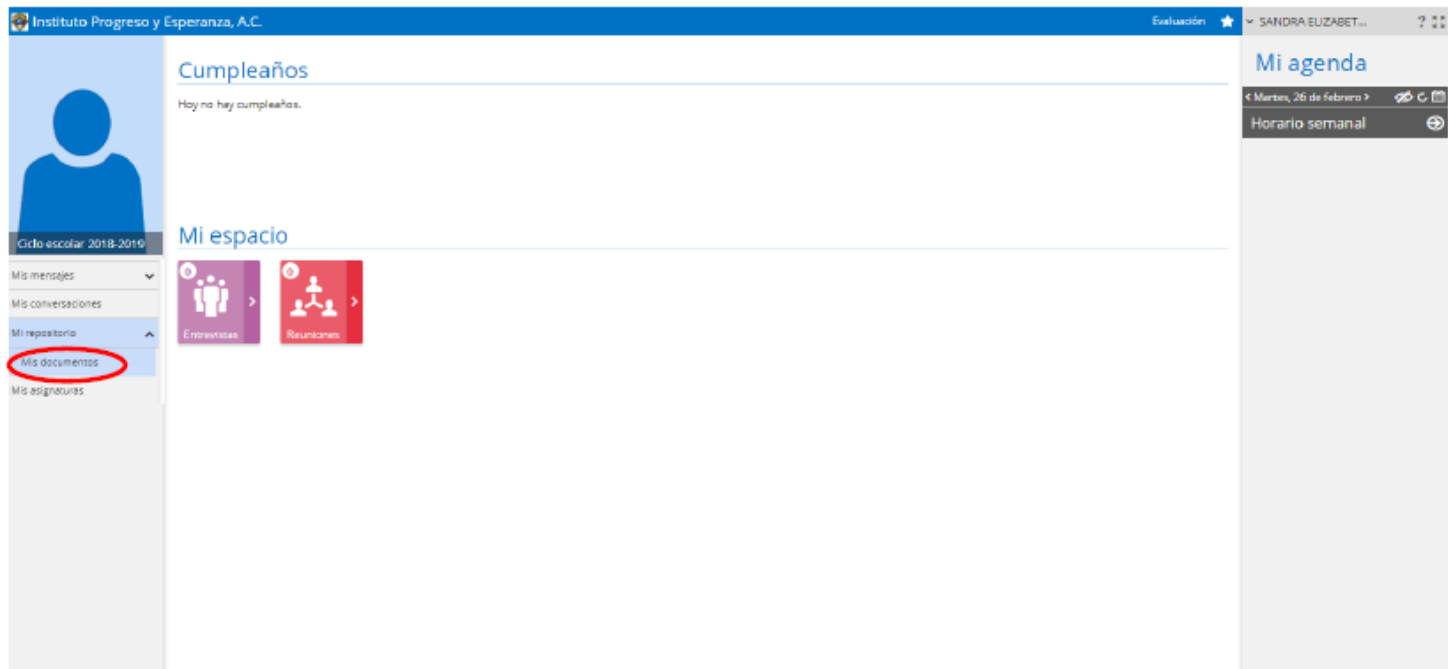 Instituto Progreso y Esperanza, A.C.
Evaluación
SANDRA ELIZABET...
?
Cumpleaños
Hoy no hay cumpleaños.
Mi agenda
< Martes, 26 de febrero >
Horario semanal
Ciclo escolar 2018-2019
Mi espacio
Mis mensajes
Mis conversaciones
Mi repositorio
Mis documentos
Mis asignaturas
0
Entrevistas
0
Reuniones